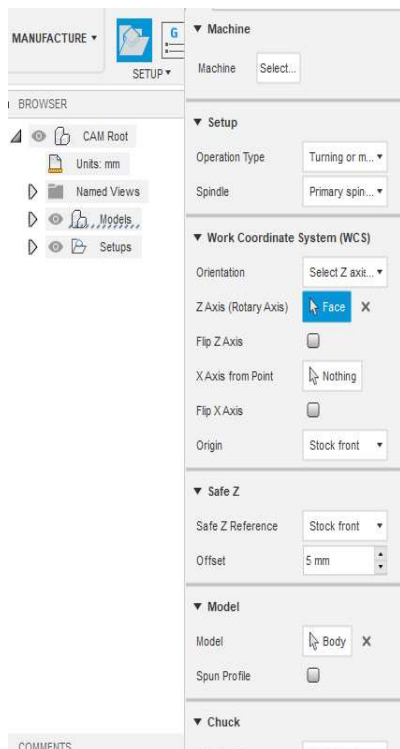 MANUFACTURE
G
SETUP
BROWSER
CAM Root
Units: mm
Named Views
Models
Setups
COMMENTS
Machine
Machine Select...
Setup
Operation Type Turning or m...
Spindle Primary spin...
Work Coordinate System (WCS)
Orientation Select Z axis...
Z Axis (Rotary Axis) Face
Flip Z Axis
X Axis from Point Nothing
Flip X Axis
Origin Stock front
Safe Z
Safe Z Reference Stock front
Offset 5 mm
Model
Model Body
Spun Profile
Chuck